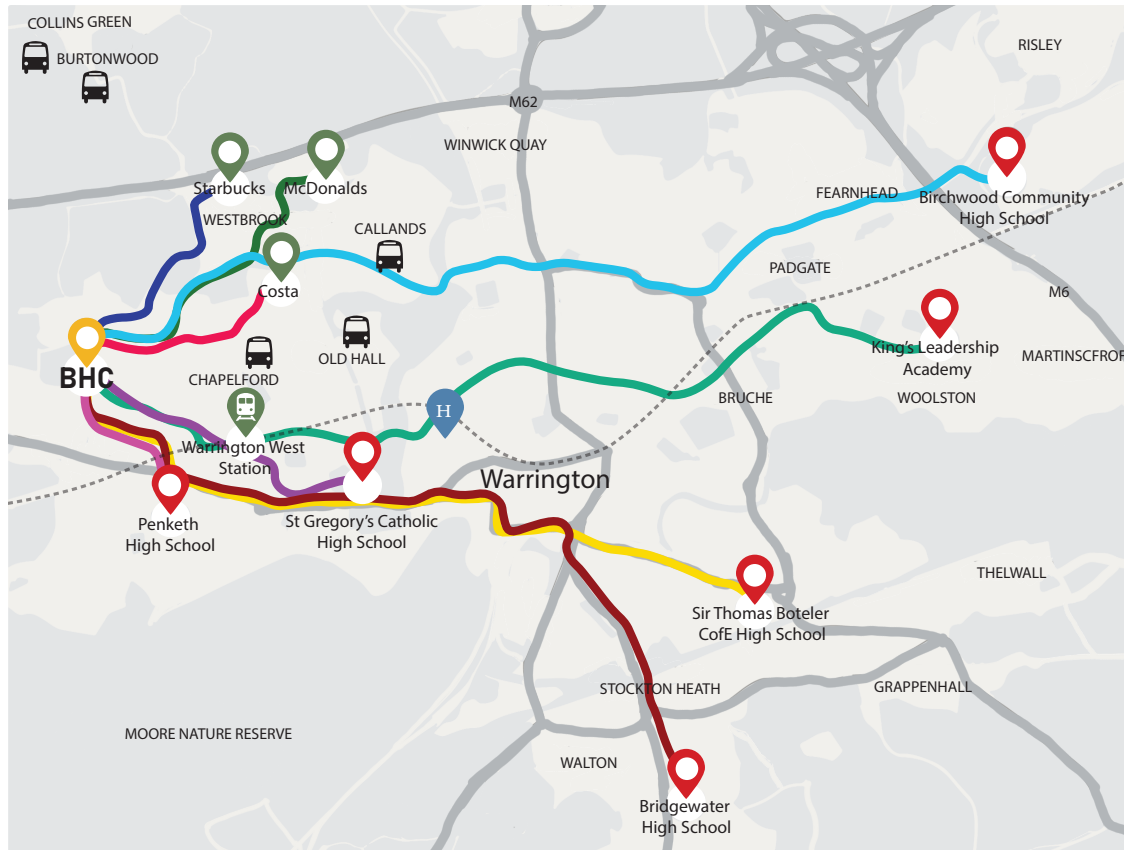 COLLINS GREEN
BURTONWOOD
RISLEY
M62
WINWICK QUAY
Starbucks
McDonalds
WESTBROOK
FEARNHEAD
Birchwood Community
High School
CALLANDS
PADGATE
Costa
M6
King's Leadership
Academy
MARTINSCFROF
OLD HALL
BHC
CHAPELFORD
BRUCHE
WOOLSTON
H
Warrington West
Station
Warrington
Penketh
High School
St Gregory's Catholic
High School
THELWALL
Sir Thomas Boteler
CofE High School
STOCKTON HEATH
GRAPPENHALL
MOORE NATURE RESERVE
WALTON
Bridgewater
High School